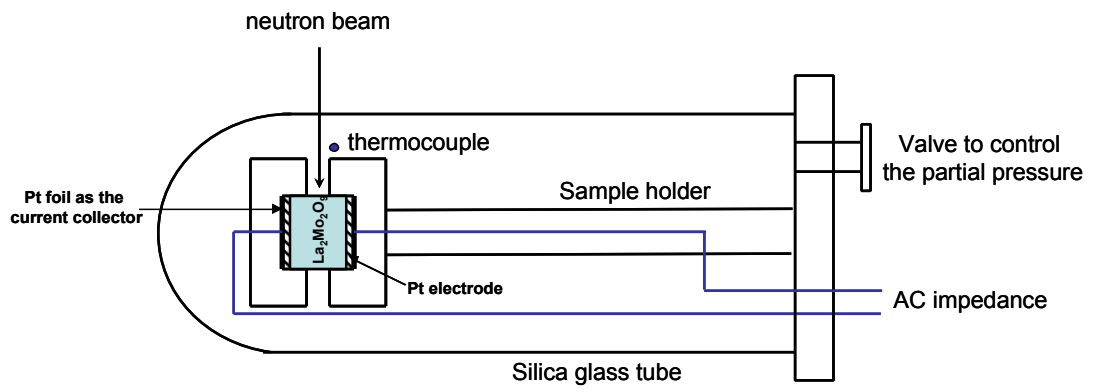 neutron beam
thermocouple
Valve to control
the partial pressure
Pt foil as the
current collector
Sample holder
La₂Mo₂O₉
Pt electrode
AC impedance
Silica glass tube